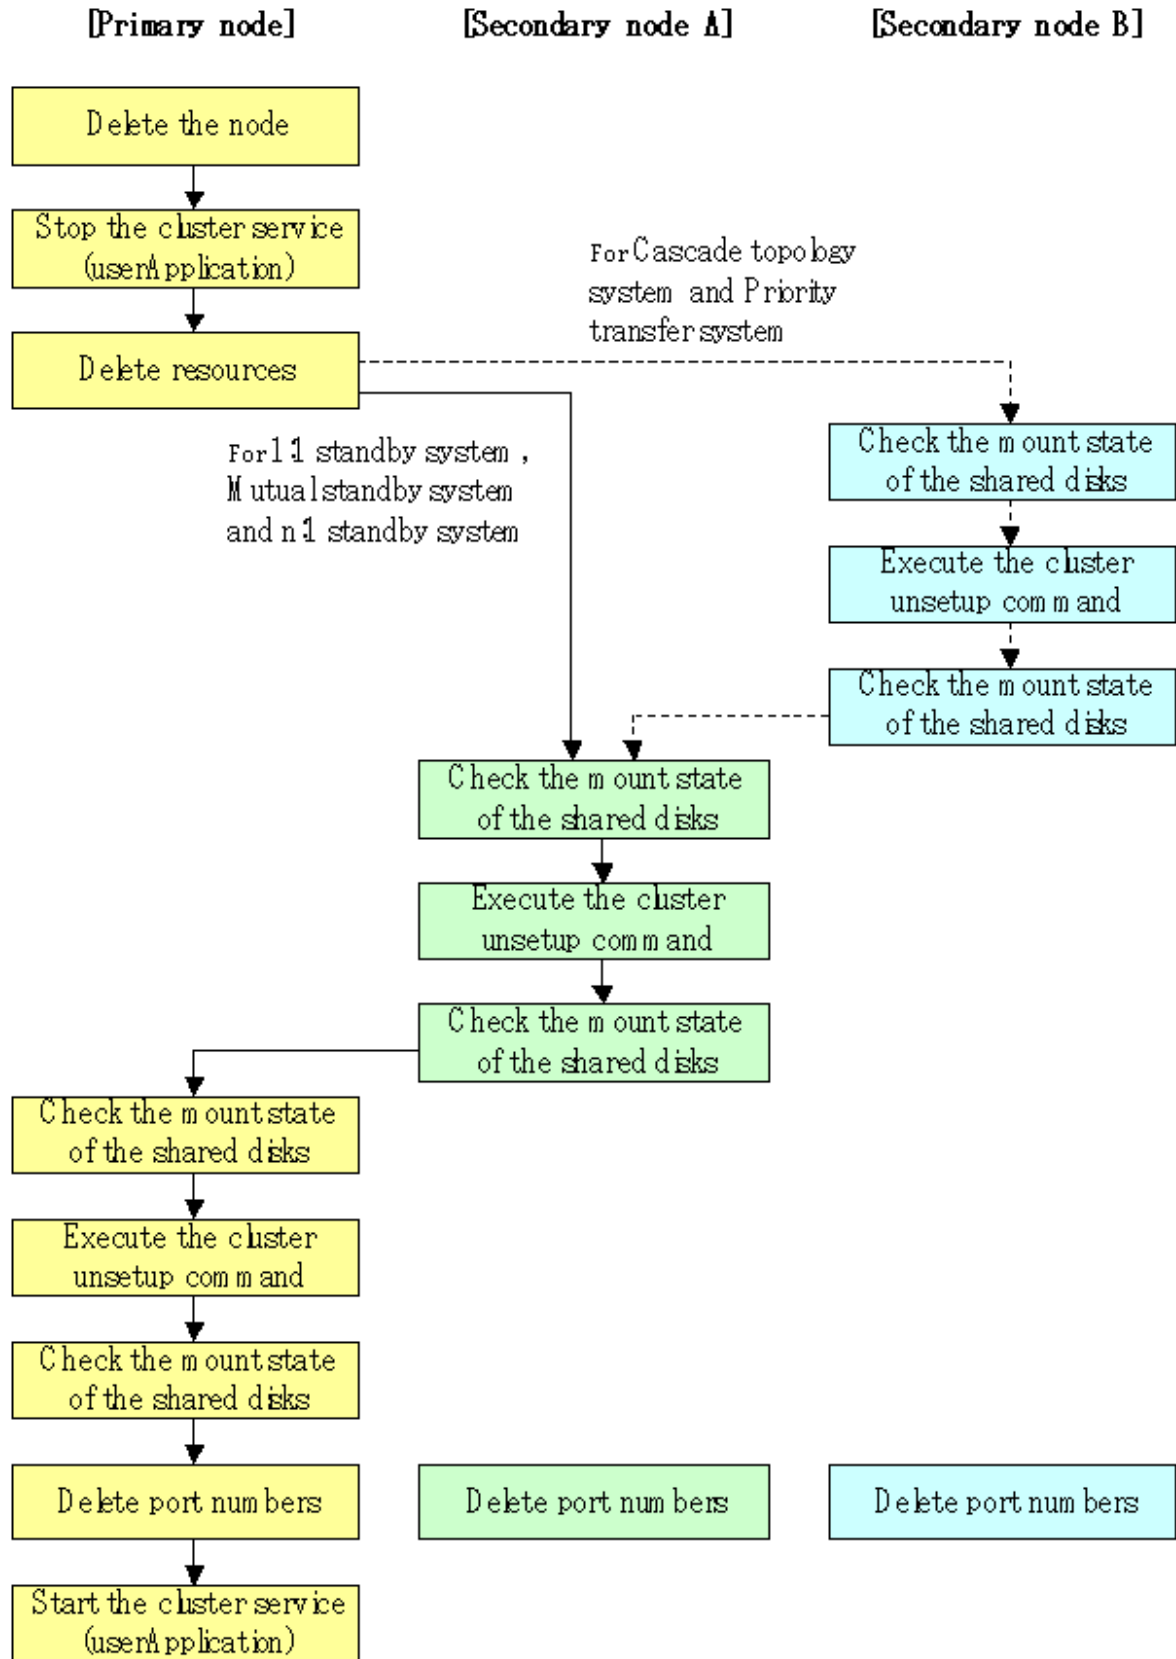 [Primary node]
[Secondary node A]
[Secondary node B]
Delete the node
Stop the cluster service
(userApplication)
For Cascade topology
system and Priority
transfer system
Delete resources
For 1:1 standby system,
Mutual standby system
and n:1 standby system
Check the mount state
of the shared disks
Execute the cluster
unsetup command
Check the mount state
of the shared disks
Check the mount state
of the shared disks
Execute the cluster
unsetup command
Check the mount state
of the shared disks
Check the mount state
of the shared disks
Execute the cluster
unsetup command
Check the mount state
of the shared disks
Delete port numbers
Delete port numbers
Delete port numbers
Start the cluster service
(userApplication)